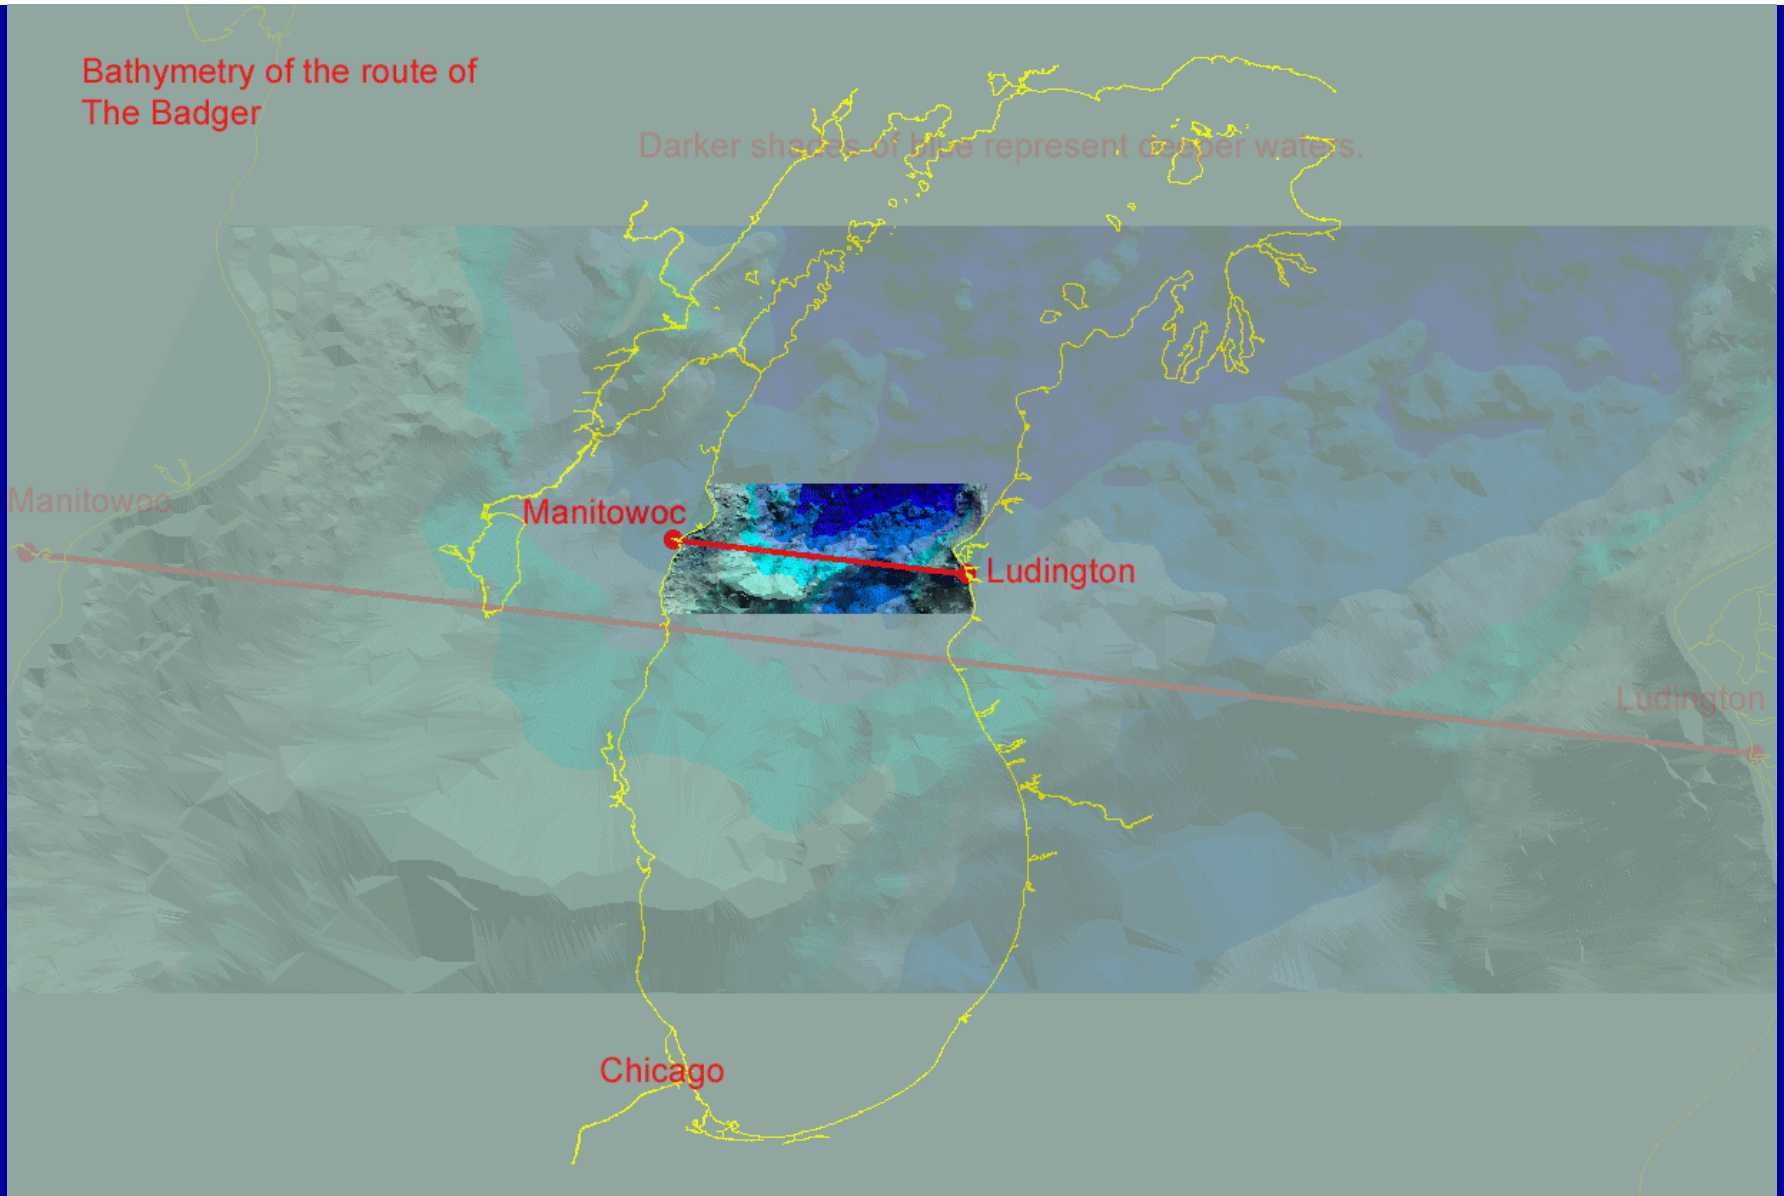 Bathymetry of the route of
The Badger
Darker shades of blue represent deeper waters.
Manitowoc
Manitowoc
Ludington
Ludington
Chicago